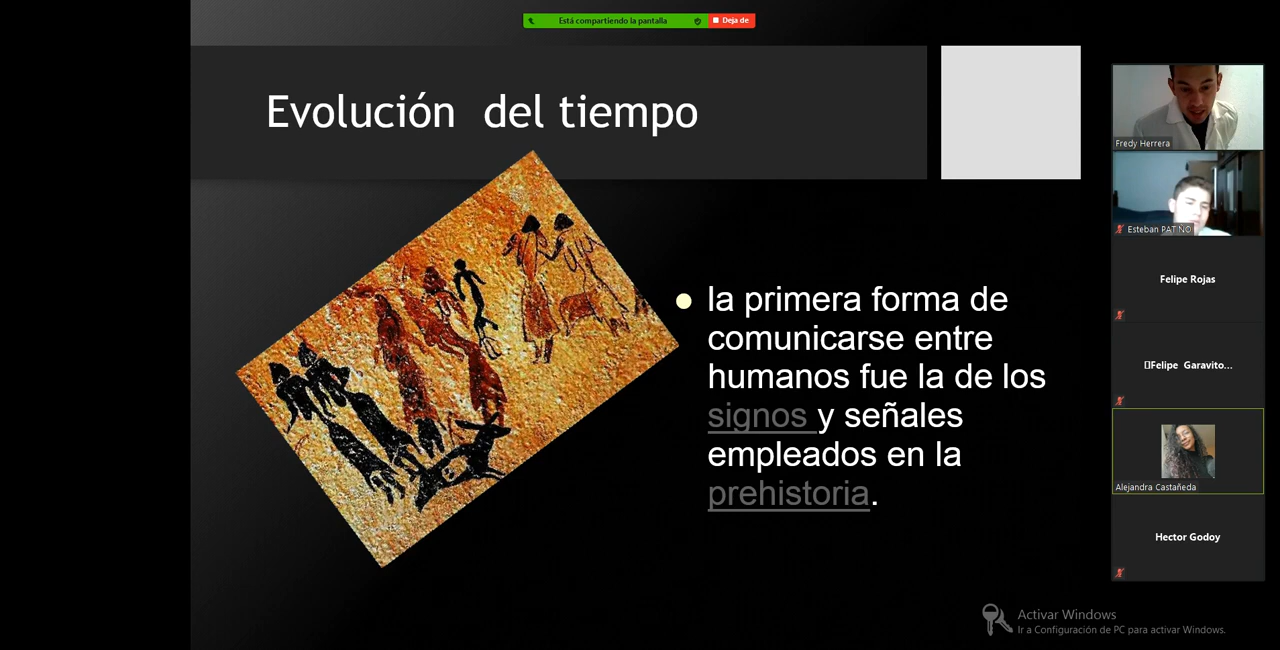 Está compartiendo la pantalla
Deja de
Evolución  del tiempo
la primera forma de
comunicarse entre
humanos fue la de los
signos y señales
empleados en la
prehistoria.
Fredy Herrera
Esteban PATIÑO
Felipe Rojas
Felipe  Garavito...
Alejandra Castañeda
Hector Godoy
Activar Windows
Ir a Configuración de PC para activar Windows.